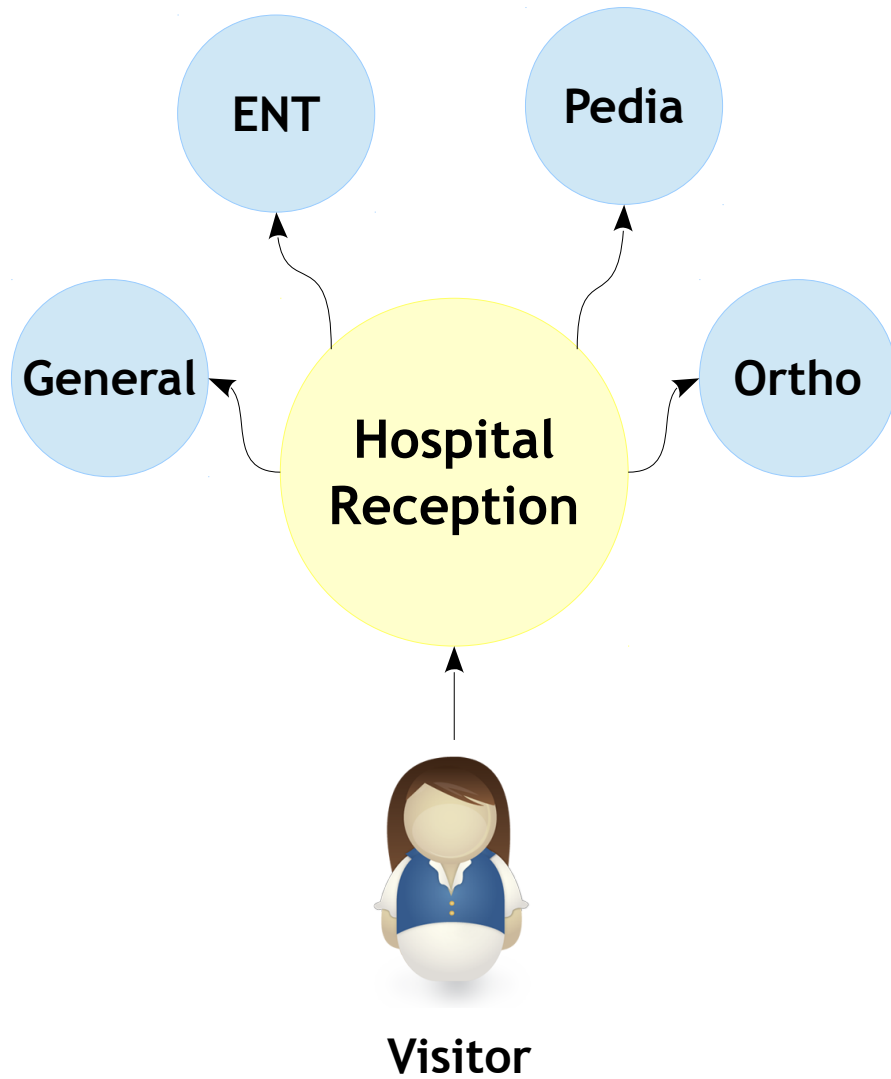 ENT
Pedia
General
Ortho
Hospital
Reception
Visitor